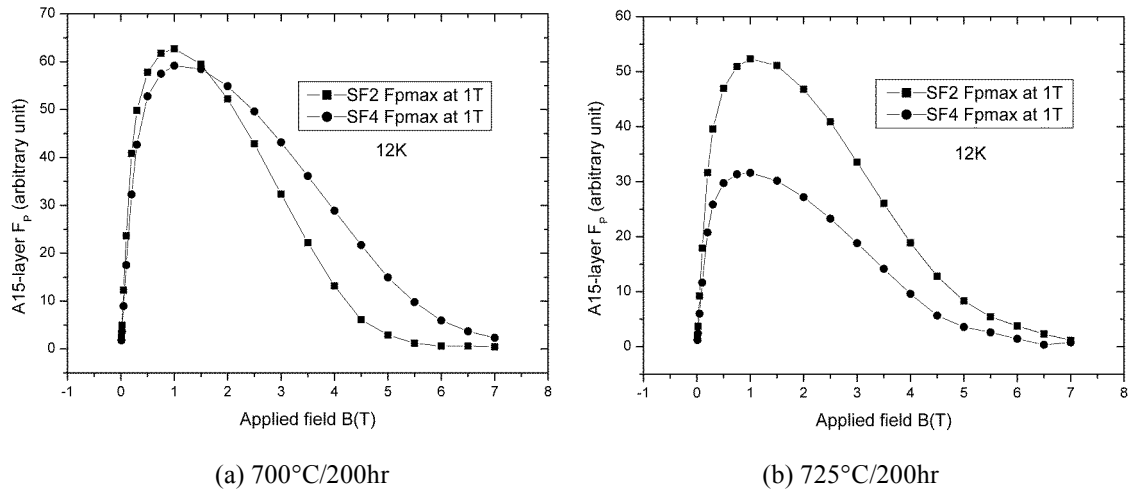 70
60
50
40
30
20
10
0
A15-layer Fₚ (arbitrary unit)
SF2 Fpmax at 1T
SF4 Fpmax at 1T
12K
-1 0 1 2 3 4 5 6 7 8
Applied field B(T)
(a) 700°C/200hr
60
50
40
30
20
10
0
A15-layer Fₚ (arbitrary unit)
SF2 Fpmax at 1T
SF4 Fpmax at 1T
12K
-1 0 1 2 3 4 5 6 7 8
Applied field B(T)
(b) 725°C/200hr